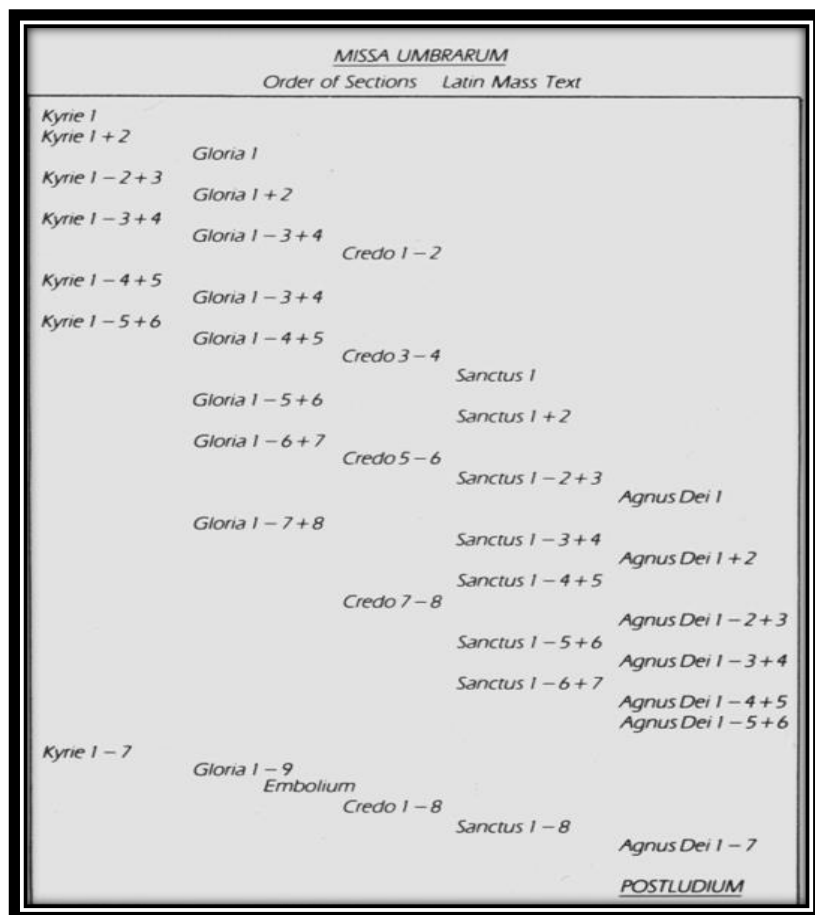 MISSA UMBRARUM
Order of Sections Latin Mass Text
Kyrie 1
Kyrie 1 + 2
Gloria 1
Kyrie 1 – 2 + 3
Gloria 1 + 2
Kyrie 1 – 3 + 4
Gloria 1 – 3 + 4
Credo 1 – 2
Kyrie 1 – 4 + 5
Gloria 1 – 3 + 4
Kyrie 1 – 5 + 6
Gloria 1 – 4 + 5
Credo 3 – 4
Sanctus 1
Gloria 1 – 5 + 6
Sanctus 1 + 2
Gloria 1 – 6 + 7
Credo 5 – 6
Sanctus 1 – 2 + 3
Agnus Dei 1
Gloria 1 – 7 + 8
Sanctus 1 – 3 + 4
Agnus Dei 1 + 2
Sanctus 1 – 4 + 5
Credo 7 – 8
Agnus Dei 1 – 2 + 3
Sanctus 1 – 5 + 6
Agnus Dei 1 – 3 + 4
Sanctus 1 – 6 + 7
Agnus Dei 1 – 4 + 5
Agnus Dei 1 – 5 + 6
Kyrie 1 – 7
Gloria 1 – 9
Embolium
Credo 1 – 8
Sanctus 1 – 8
Agnus Dei 1 – 7
POSTLUDIUM